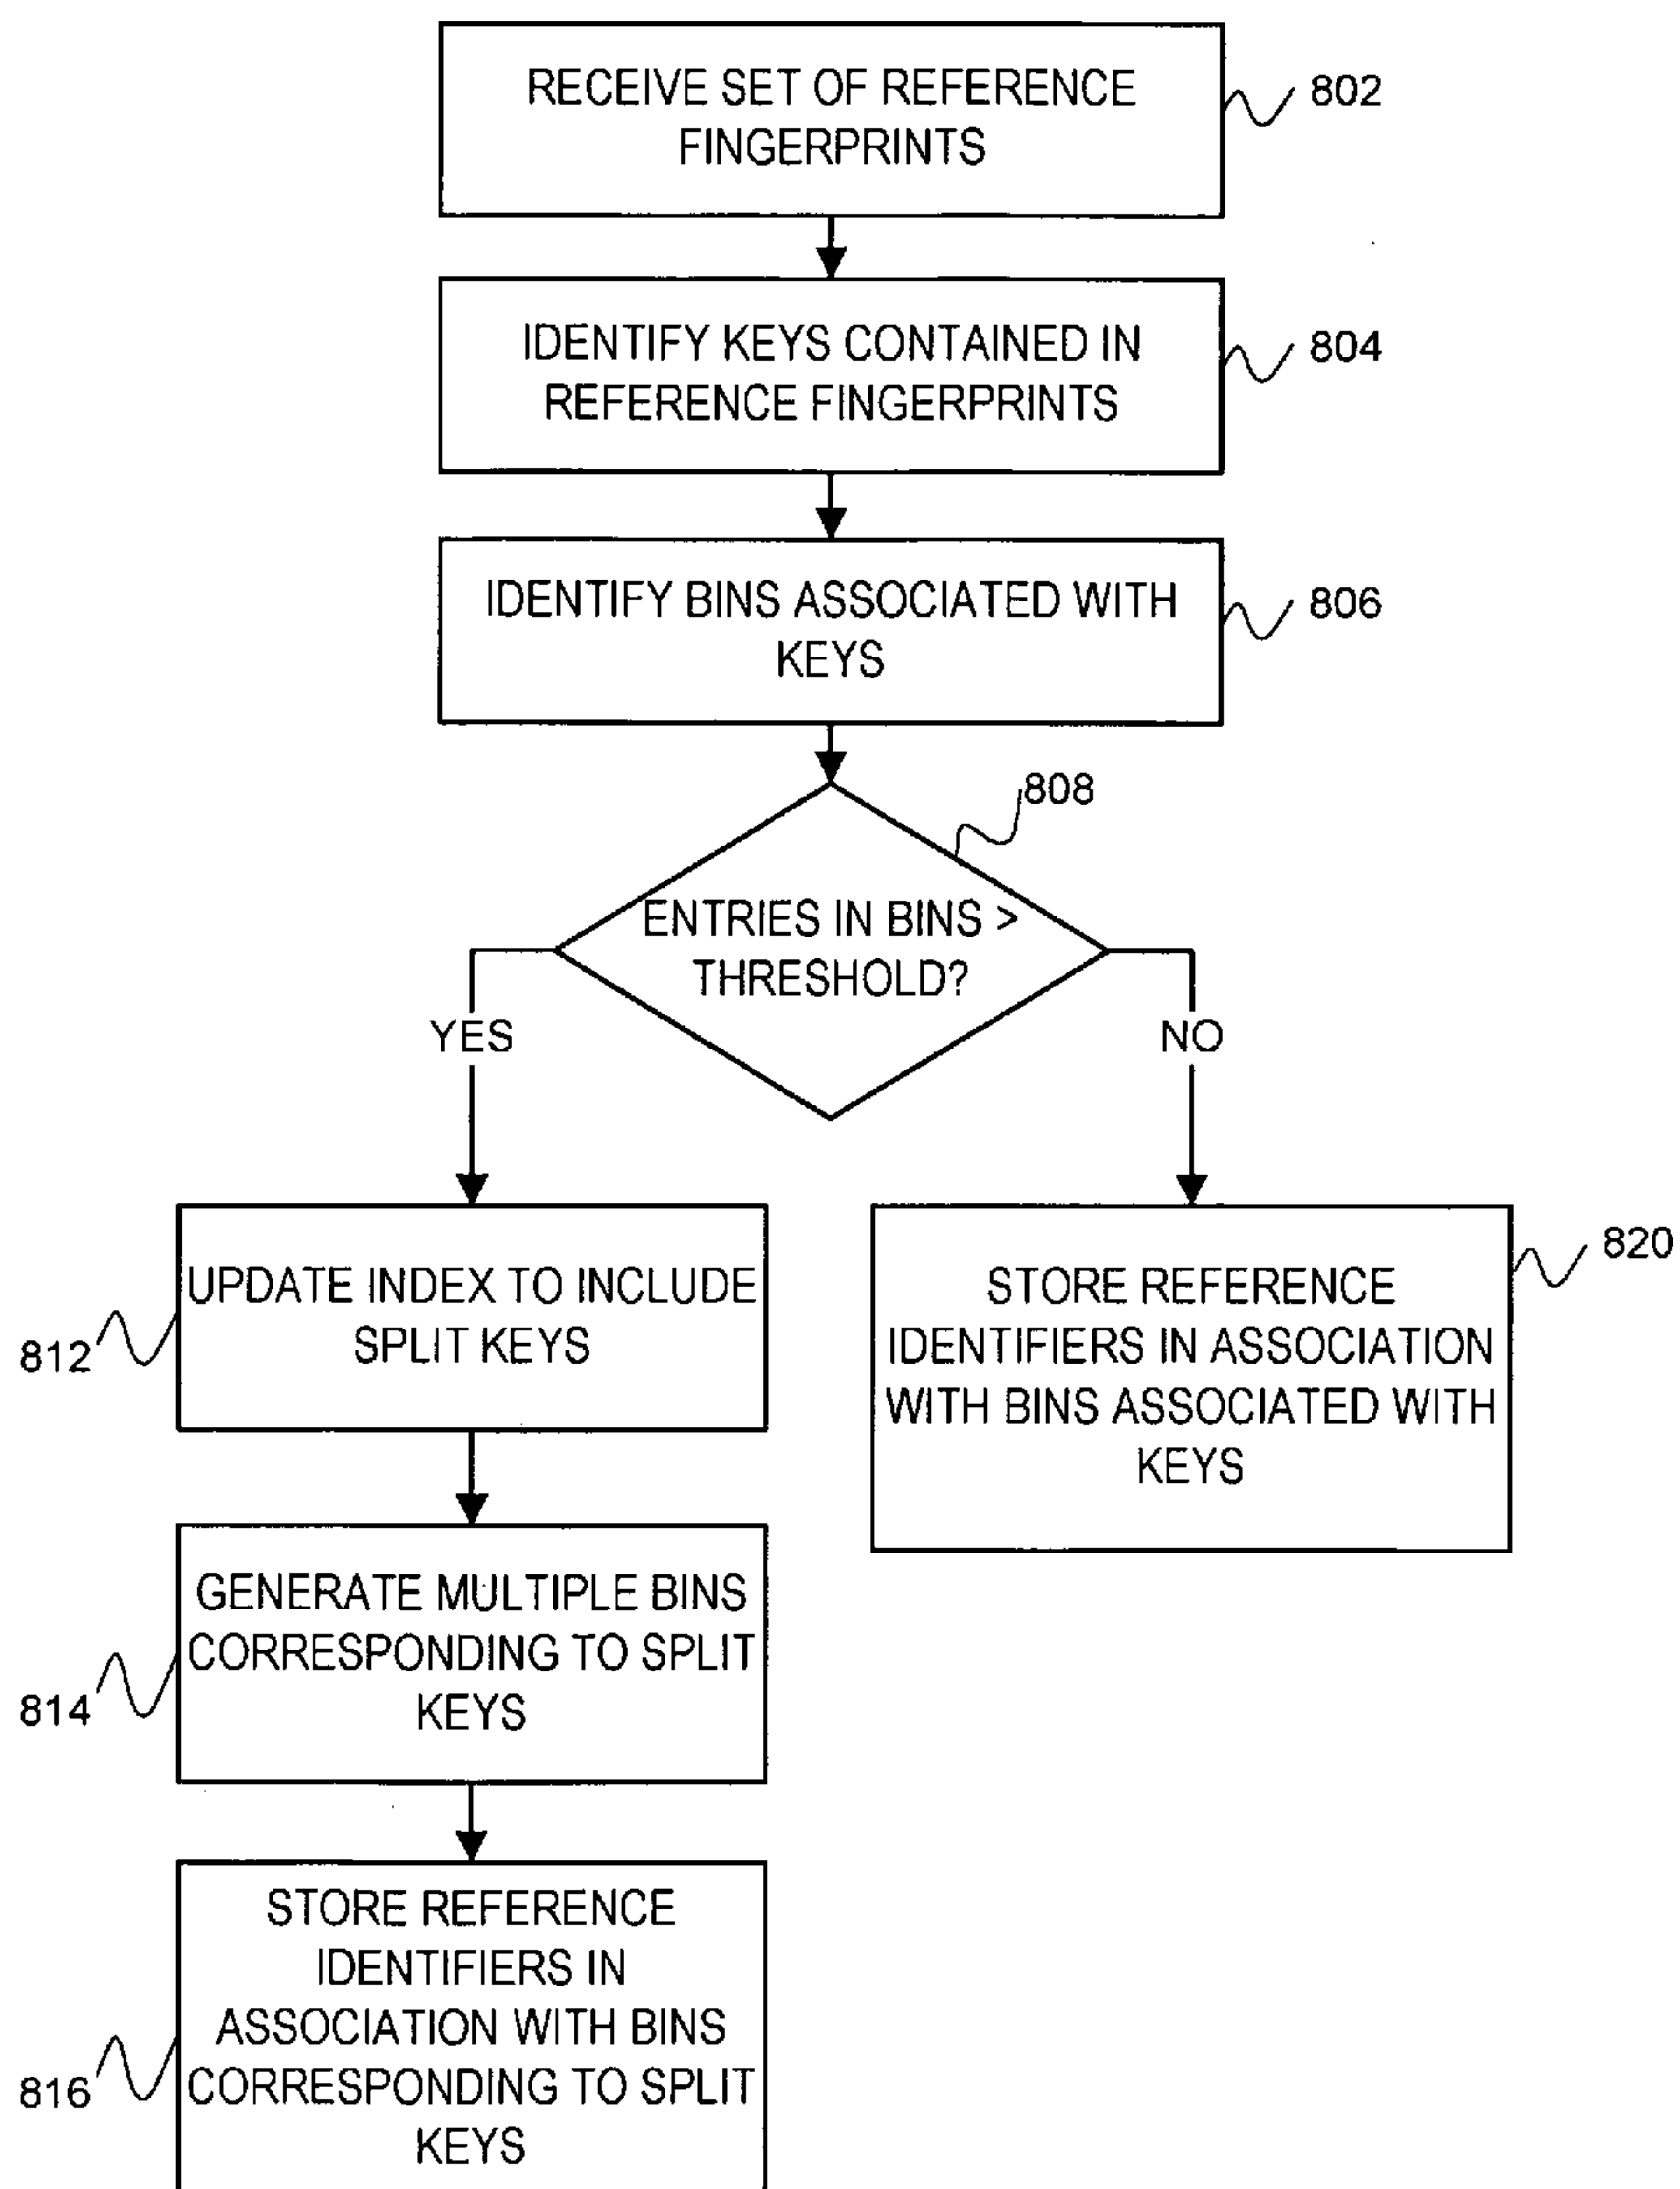 RECEIVE SET OF REFERENCE
FINGERPRINTS
802
IDENTIFY KEYS CONTAINED IN
REFERENCE FINGERPRINTS
804
IDENTIFY BINS ASSOCIATED WITH
KEYS
806
808
ENTRIES IN BINS >
THRESHOLD?
YES
NO
UPDATE INDEX TO INCLUDE
SPLIT KEYS
812
STORE REFERENCE
IDENTIFIERS IN ASSOCIATION
WITH BINS ASSOCIATED WITH
KEYS
820
GENERATE MULTIPLE BINS
CORRESPONDING TO SPLIT
KEYS
814
STORE REFERENCE
IDENTIFIERS IN
ASSOCIATION WITH BINS
CORRESPONDING TO SPLIT
KEYS
816